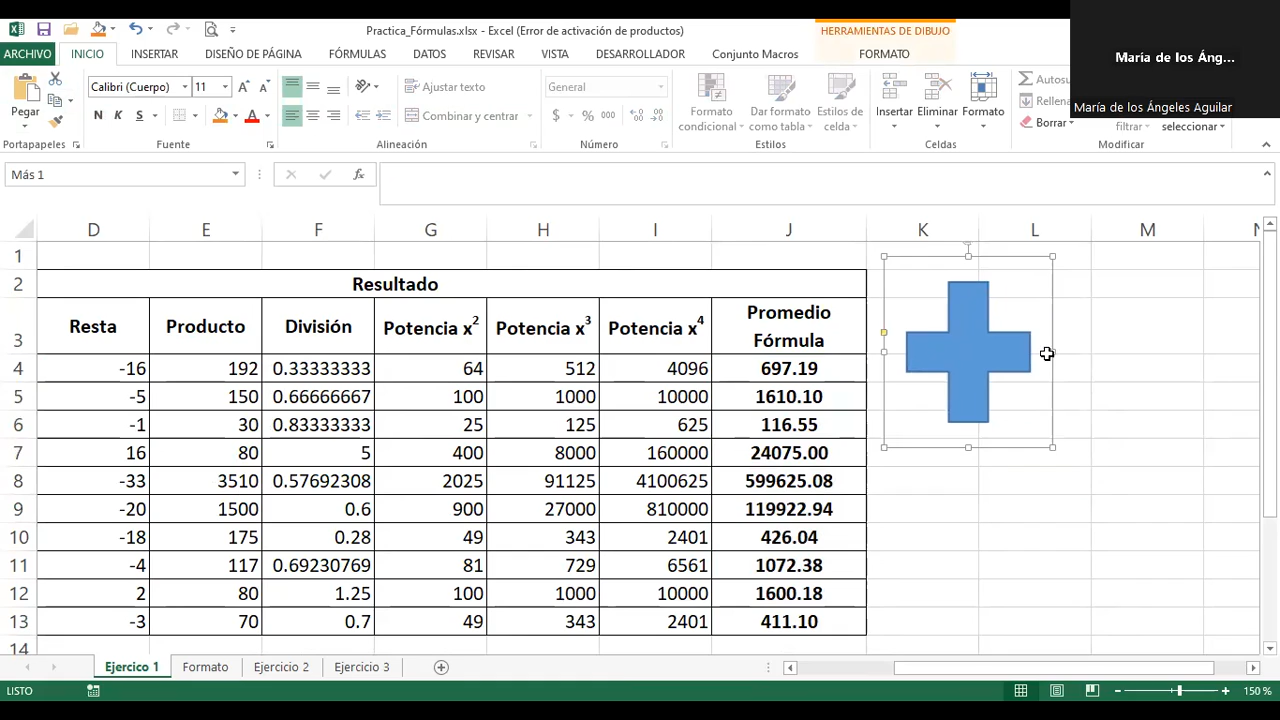 Practica_Fórmulas.xlsx - Excel (Error de activación de productos)
HERRAMIENTAS DE DIBUJO
María de los Áng...
ARCHIVO INICIO INSERTAR DISEÑO DE PÁGINA FÓRMULAS DATOS REVISAR VISTA DESARROLLADOR Conjunto Macros FORMATO
María de los Ángeles Aguilar
Pegar
Calibri (Cuerpo) 11
N K S
Ajustar texto
Combinar y centrar
General
$ % 000
Formato condicional
Dar formato como tabla
Estilos de celda
Insertar Eliminar Formato
Autosu
Rellena
Borrar
filtrar
seleccionar
Portapapeles Fuente Alineación Número Estilos Celdas Modificar
Más 1 fx
D E F G H I J K L M N
1
2 Resultado
3 Resta Producto División Potencia x² Potencia x³ Potencia x⁴ Promedio Fórmula
4 -16 192 0.33333333 64 512 4096 697.19
5 -5 150 0.66666667 100 1000 10000 1610.10
6 -1 30 0.83333333 25 125 625 116.55
7 16 80 5 400 8000 160000 24075.00
8 -33 3510 0.57692308 2025 91125 4100625 599625.08
9 -20 1500 0.6 900 27000 810000 119922.94
10 -18 175 0.28 49 343 2401 426.04
11 -4 117 0.69230769 81 729 6561 1072.38
12 2 80 1.25 100 1000 10000 1600.18
13 -3 70 0.7 49 343 2401 411.10
14
Ejercico 1 Formato Ejercicio 2 Ejercicio 3
LISTO 150 %